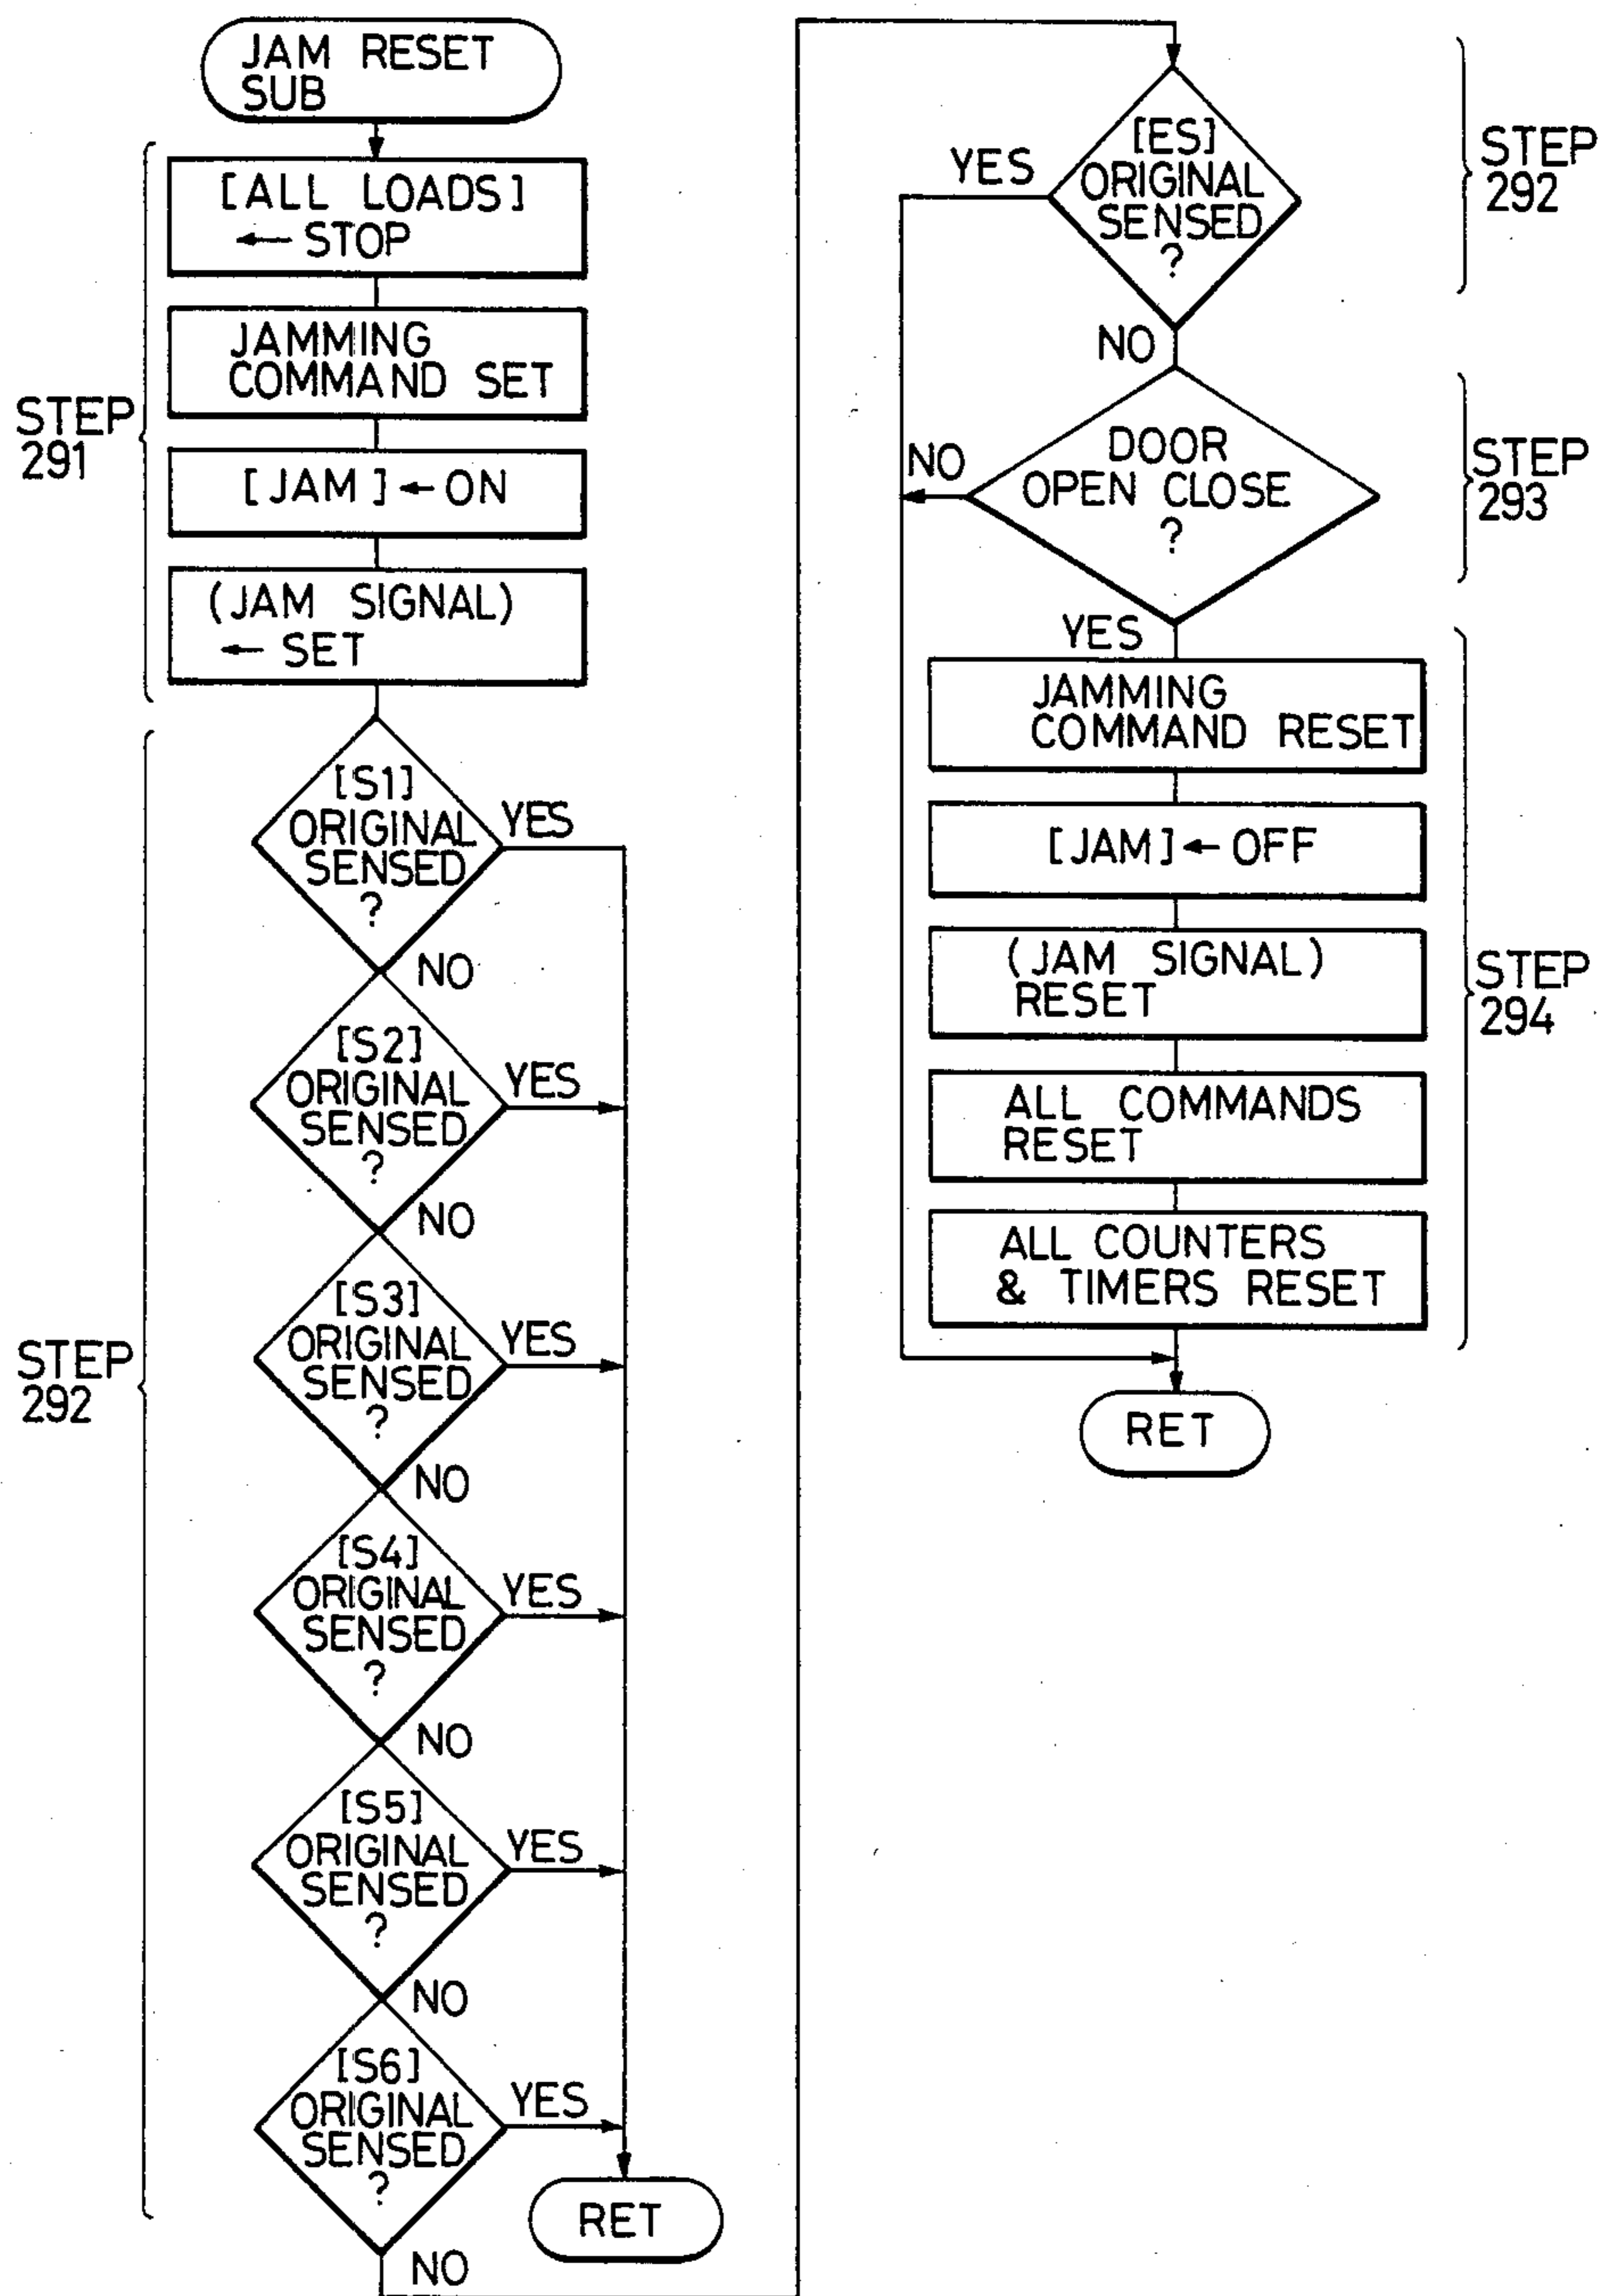 JAM RESET
SUB
[ALL LOADS]
← STOP
JAMMING
COMMAND SET
[JAM] ← ON
(JAM SIGNAL)
← SET
STEP
291
[S1]
ORIGINAL
SENSED
?
YES
NO
[S2]
ORIGINAL
SENSED
?
YES
NO
[S3]
ORIGINAL
SENSED
?
YES
NO
[S4]
ORIGINAL
SENSED
?
YES
NO
[S5]
ORIGINAL
SENSED
?
YES
NO
[S6]
ORIGINAL
SENSED
?
YES
NO
STEP
292
RET
[ES]
ORIGINAL
SENSED
?
YES
NO
STEP
292
DOOR
OPEN CLOSE
?
NO
YES
STEP
293
JAMMING
COMMAND RESET
[JAM] ← OFF
(JAM SIGNAL)
RESET
ALL COMMANDS
RESET
ALL COUNTERS
& TIMERS RESET
STEP
294
RET